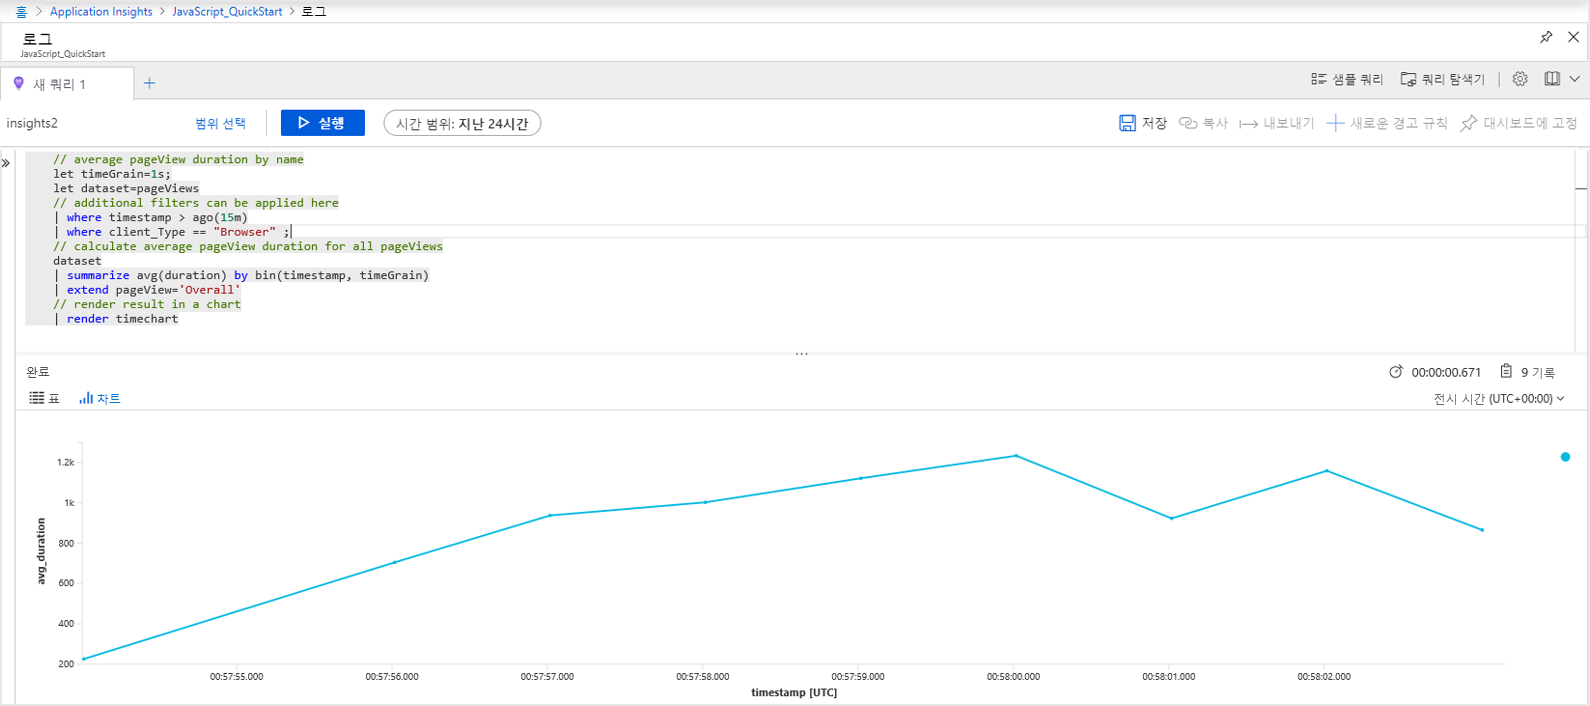 홈 > Application Insights > JavaScript_QuickStart > 로그
로그
JavaScript_QuickStart
새 쿼리 1
샘플 쿼리
쿼리 탐색기
insights2
범위 선택
실행
시간 범위: 지난 24시간
저장
복사
내보내기
새로운 경고 규칙
대시보드에 고정
// average pageView duration by name
let timeGrain=1s;
let dataset=pageViews
// additional filters can be applied here
| where timestamp > ago(15m)
| where client_Type == "Browser" ;
// calculate average pageView duration for all pageViews
dataset
| summarize avg(duration) by bin(timestamp, timeGrain)
| extend pageView='Overall'
// render result in a chart
| render timechart
완료
00:00:00.671
9 기록
표
차트
전시 시간 (UTC+00:00)
1.2k
1k
800
600
400
200
avg_duration
00:57:55.000
00:57:56.000
00:57:57.000
00:57:58.000
00:57:59.000
00:58:00.000
00:58:01.000
00:58:02.000
timestamp [UTC]